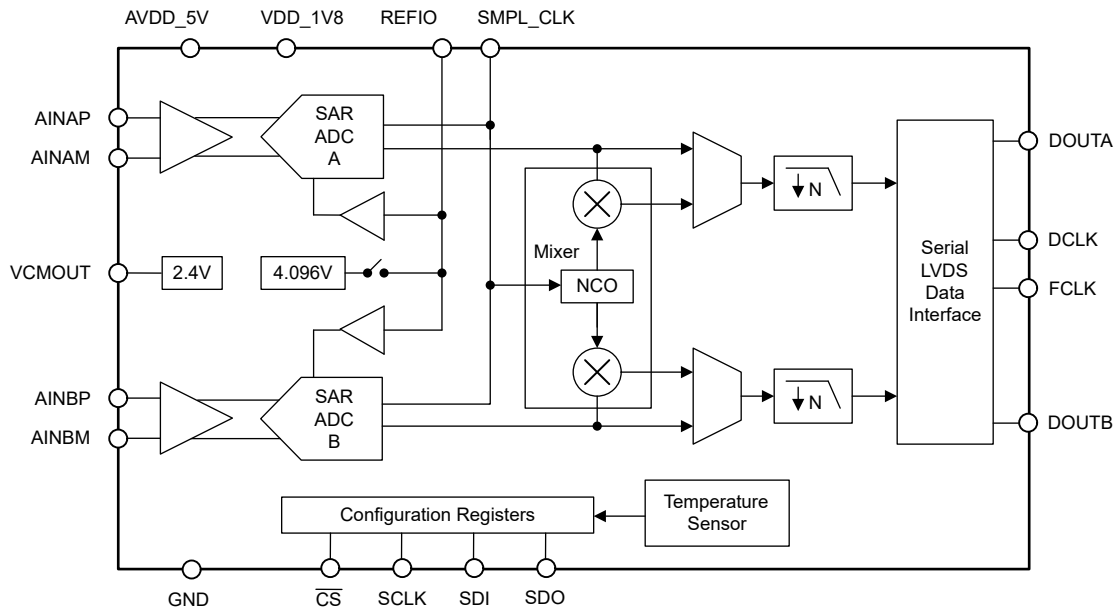 AVDD_5V
VDD_1V8
REFIO
SMPL_CLK
AINAP
AINAM
SAR
ADC
A
DOUTA
↓ N
Mixer
VCMOUT
2.4V
4.096V
NCO
Serial
LVDS
Data
Interface
DCLK
FCLK
AINBP
AINBM
SAR
ADC
B
↓ N
DOUTB
Configuration Registers
Temperature
Sensor
GND
CS
SCLK
SDI
SDO